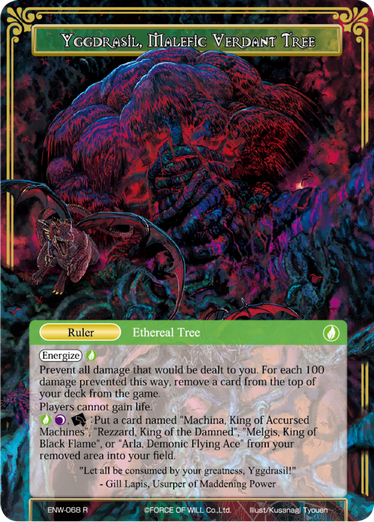 Yggdrasil, Malefic Verdant Tree
Ruler
Ethereal Tree
Energize
Prevent all damage that would be dealt to you. For each 100
damage prevented this way, remove a card from the top of
your deck from the game.
Players cannot gain life.
: Put a card named "Machina, King of Accursed
Machines", "Rezzard, King of the Damned", "Melgis, King of
Black Flame", or "Arla, Demonic Flying Ace" from your
removed area into your field.
"Let all be consumed by your greatness, Yggdrasil!"
- Gill Lapis, Usurper of Maddening Power
ENW-068 R
©FORCE OF WILL Co.,Ltd.
Illust/Kusanagi Tyouen